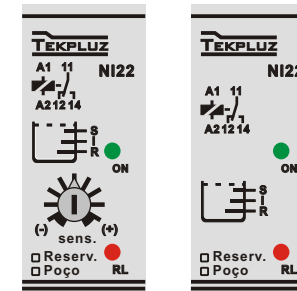 TEKPLUZ
A1 11
NI22
A2 12 14
S
I
R
ON
(-) (+)
sens.
Reserv.
Poço RL
TEKPLUZ
NI22
A1 11
A2 12 14
ON
S
I
R
Reserv.
Poço RL